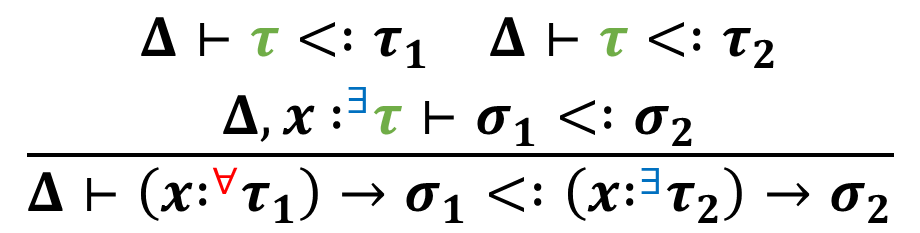 Δ ⊢ τ <: τ₁ Δ ⊢ τ <: τ₂
Δ, x :∃ τ ⊢ σ₁ <: σ₂
Δ ⊢ (x:∀ τ₁) → σ₁ <: (x:∃ τ₂) → σ₂